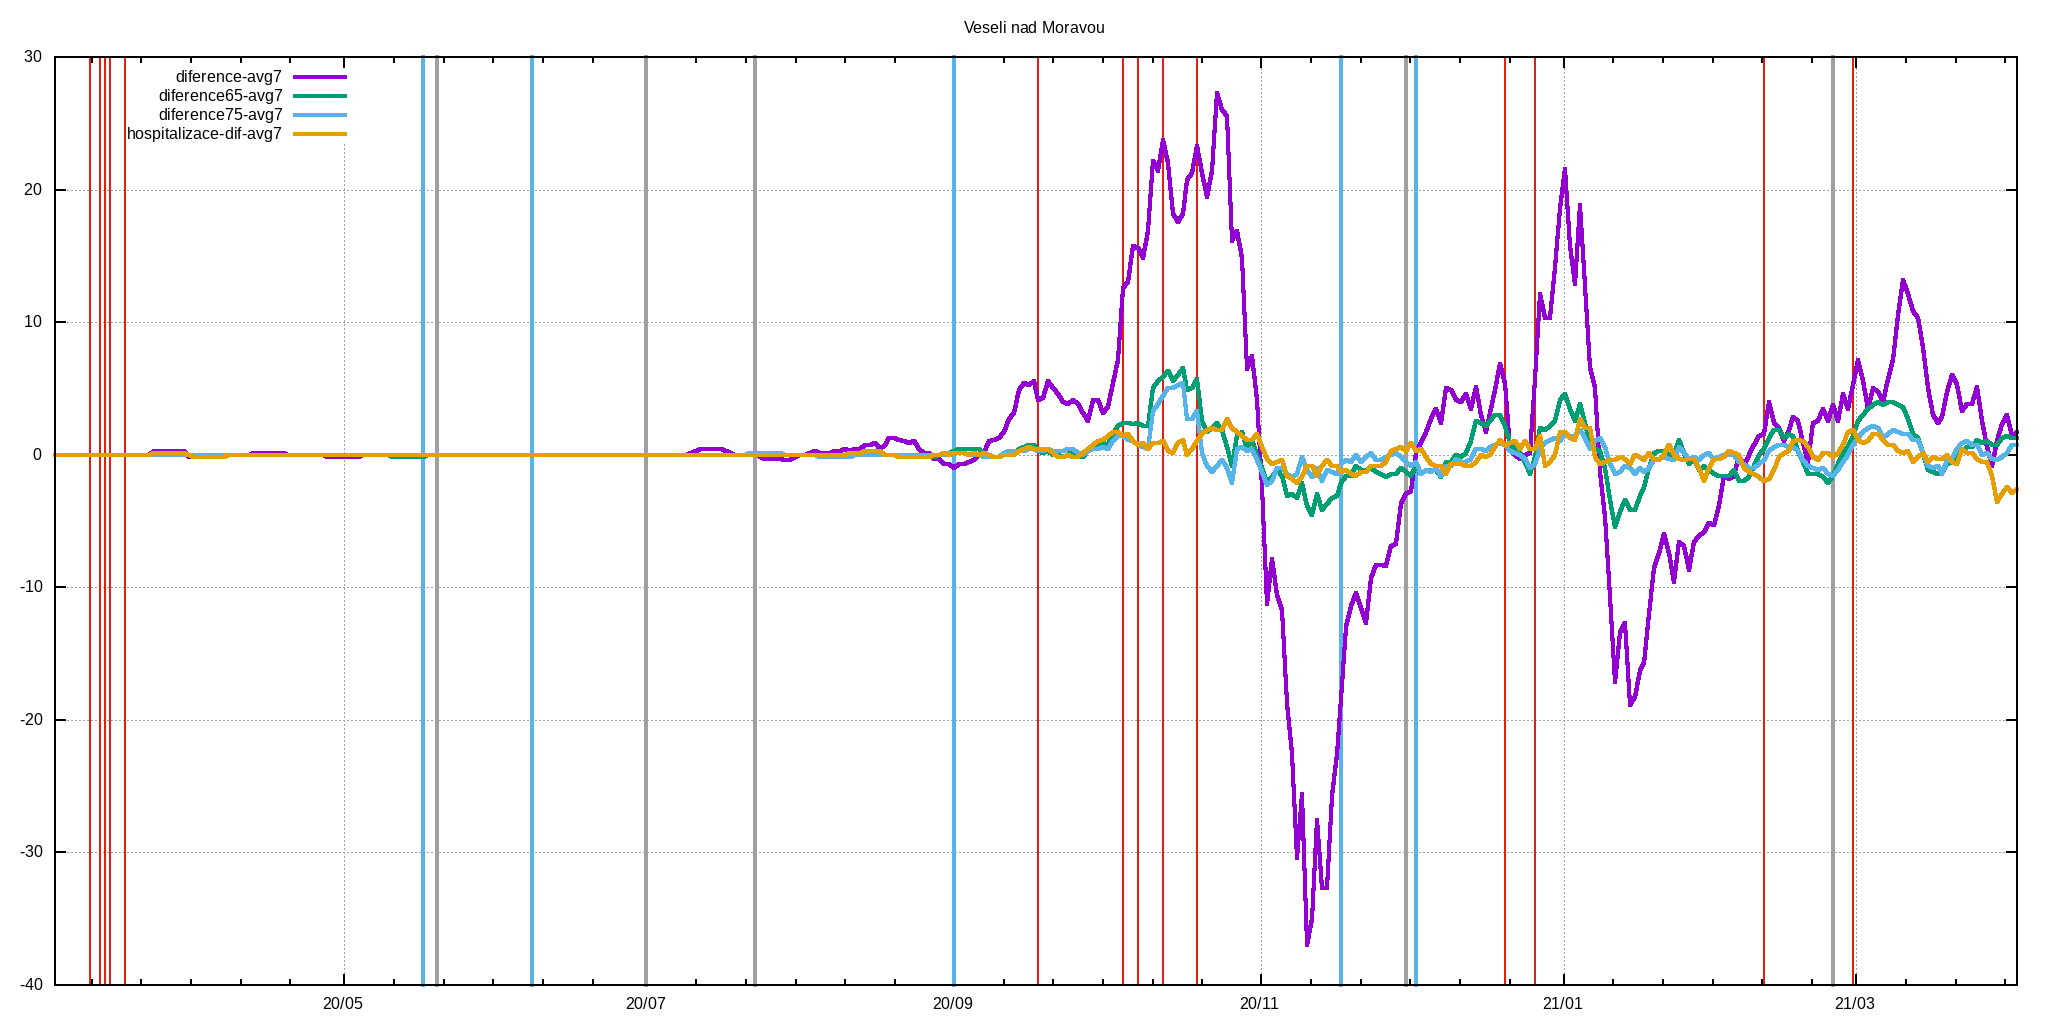 Veseli nad Moravou
30
20
10
0
-10
-20
-30
-40
diference-avg7
diference65-avg7
diference75-avg7
hospitalizace-dif-avg7
20/05 20/07 20/09 20/11 21/01 21/03